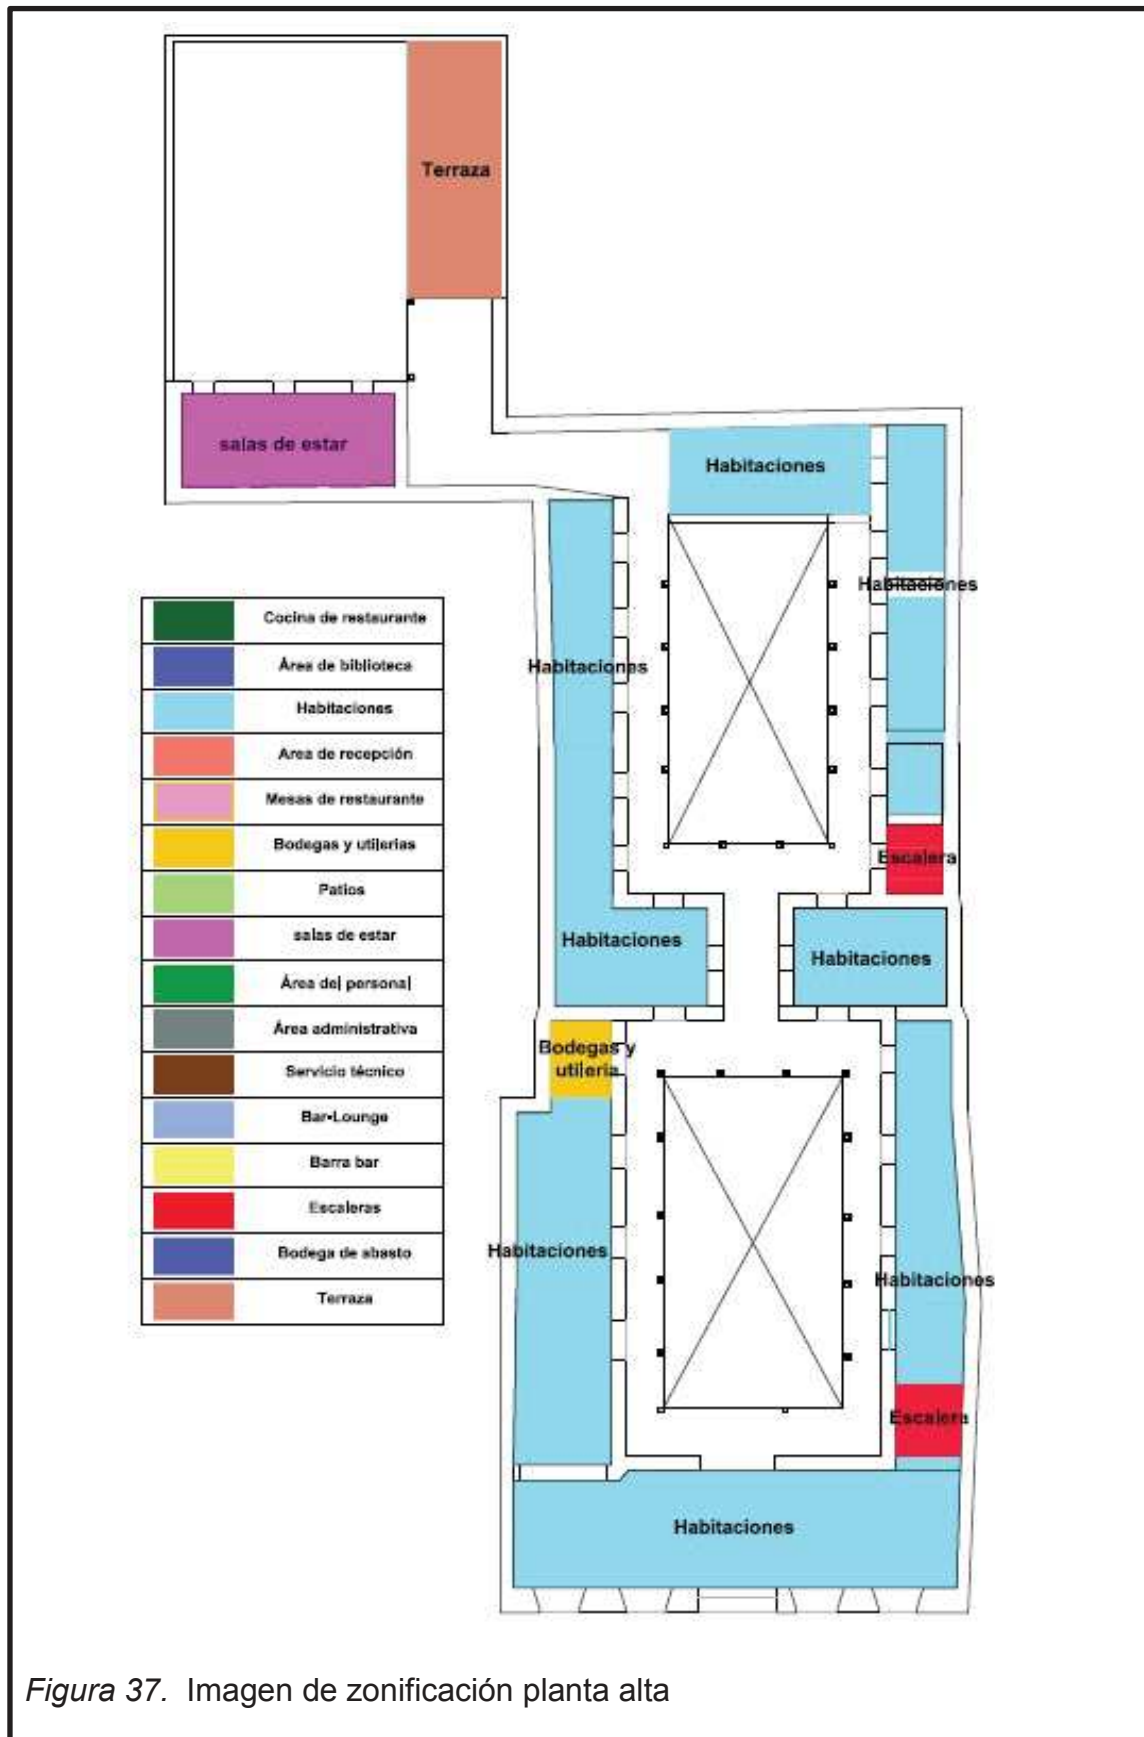 Terraza
salas de estar
Habitaciones
Habitaciones
Habitaciones
Escalera
Habitaciones
Habitaciones
Bodegas y
utileria
Habitaciones
Habitaciones
Escalera
Habitaciones
Cocina de restaurante
Área de biblioteca
Habitaciones
Area de recepción
Mesas de restaurante
Bodegas y utilerias
Patios
salas de estar
Área del personal
Área administrativa
Servicio técnico
Bar-Lounge
Barra bar
Escaleras
Bodega de abasto
Terraza
Figura 37. Imagen de zonificación planta alta